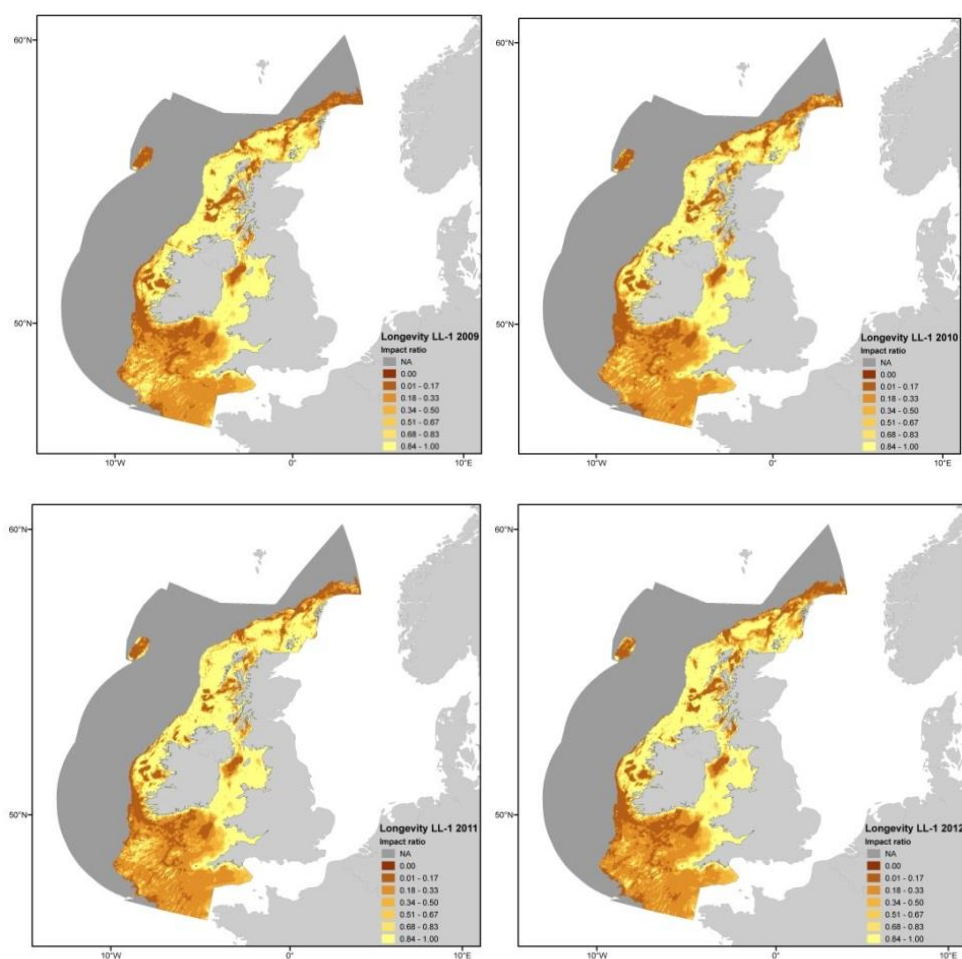 60°N
50°N
10°W
0°
10°E
Longevity LL-1 2009
Impact ratio
NA
0.00
0.01 - 0.17
0.18 - 0.33
0.34 - 0.50
0.51 - 0.67
0.68 - 0.83
0.84 - 1.00
60°N
50°N
10°W
0°
10°E
Longevity LL-1 2010
Impact ratio
NA
0.00
0.01 - 0.17
0.18 - 0.33
0.34 - 0.50
0.51 - 0.67
0.68 - 0.83
0.84 - 1.00
60°N
50°N
10°W
0°
10°E
Longevity LL-1 2011
Impact ratio
NA
0.00
0.01 - 0.17
0.18 - 0.33
0.34 - 0.50
0.51 - 0.67
0.68 - 0.83
0.84 - 1.00
60°N
50°N
10°W
0°
10°E
Longevity LL-1 2012
Impact ratio
NA
0.00
0.01 - 0.17
0.18 - 0.33
0.34 - 0.50
0.51 - 0.67
0.68 - 0.83
0.84 - 1.00